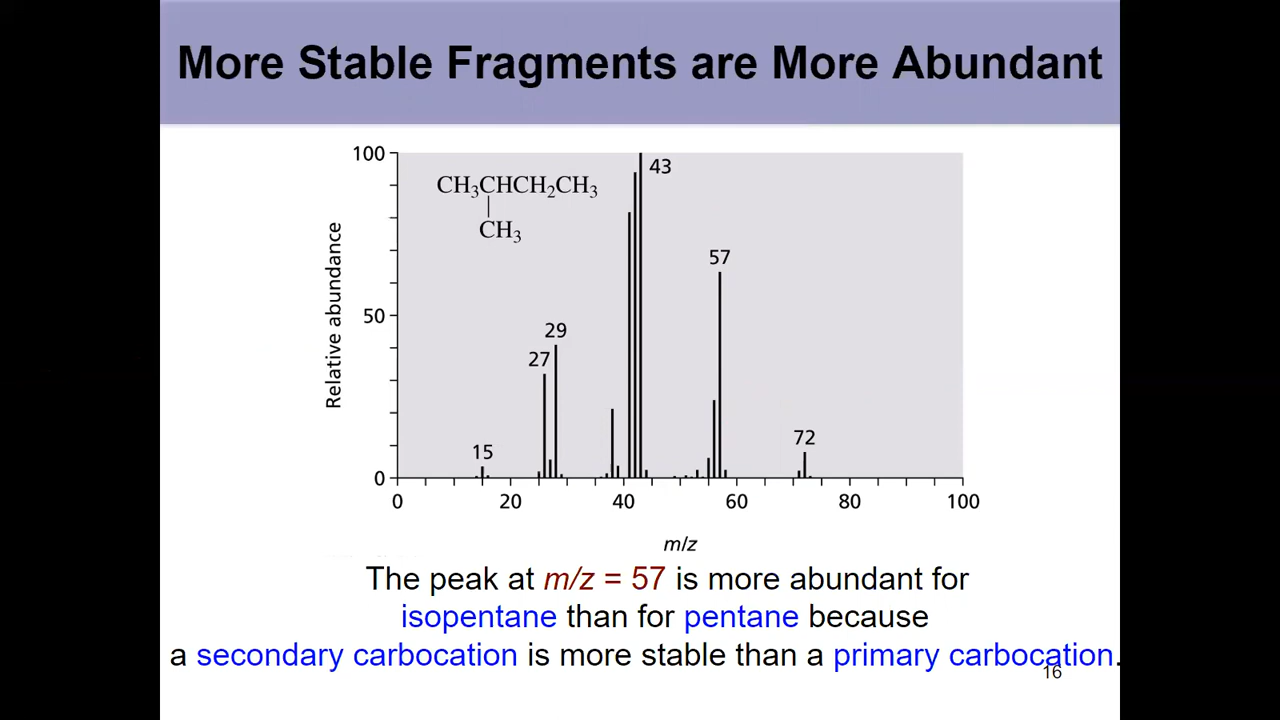 More Stable Fragments are More Abundant
100
43
CH₃CHCH₂CH₃
CH₃
57
Relative abundance
50
29
27
72
15
0
0 20 40 60 80 100
m/z
The peak at m/z = 57 is more abundant for
isopentane than for pentane because
a secondary carbocation is more stable than a primary carbocation.
16